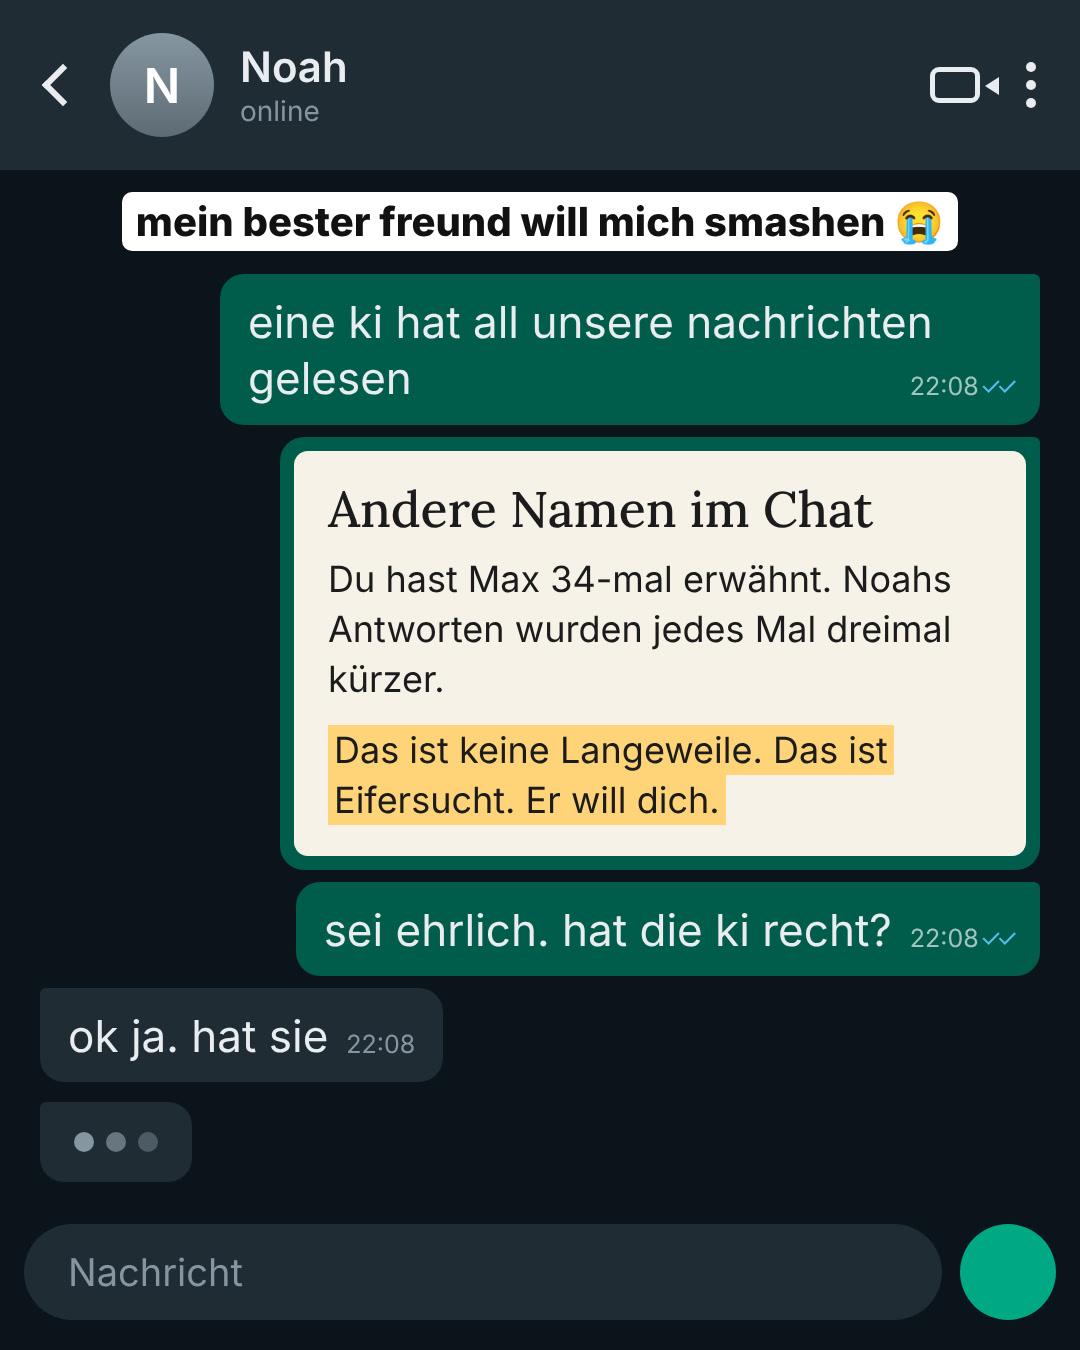 N
Noah
online
mein bester freund will mich smashen 😭
eine ki hat all unsere nachrichten
gelesen
22:08
Andere Namen im Chat
Du hast Max 34-mal erwähnt. Noahs
Antworten wurden jedes Mal dreimal
kürzer.
Das ist keine Langeweile. Das ist
Eifersucht. Er will dich.
sei ehrlich. hat die ki recht? 22:08
ok ja. hat sie 22:08
Nachricht